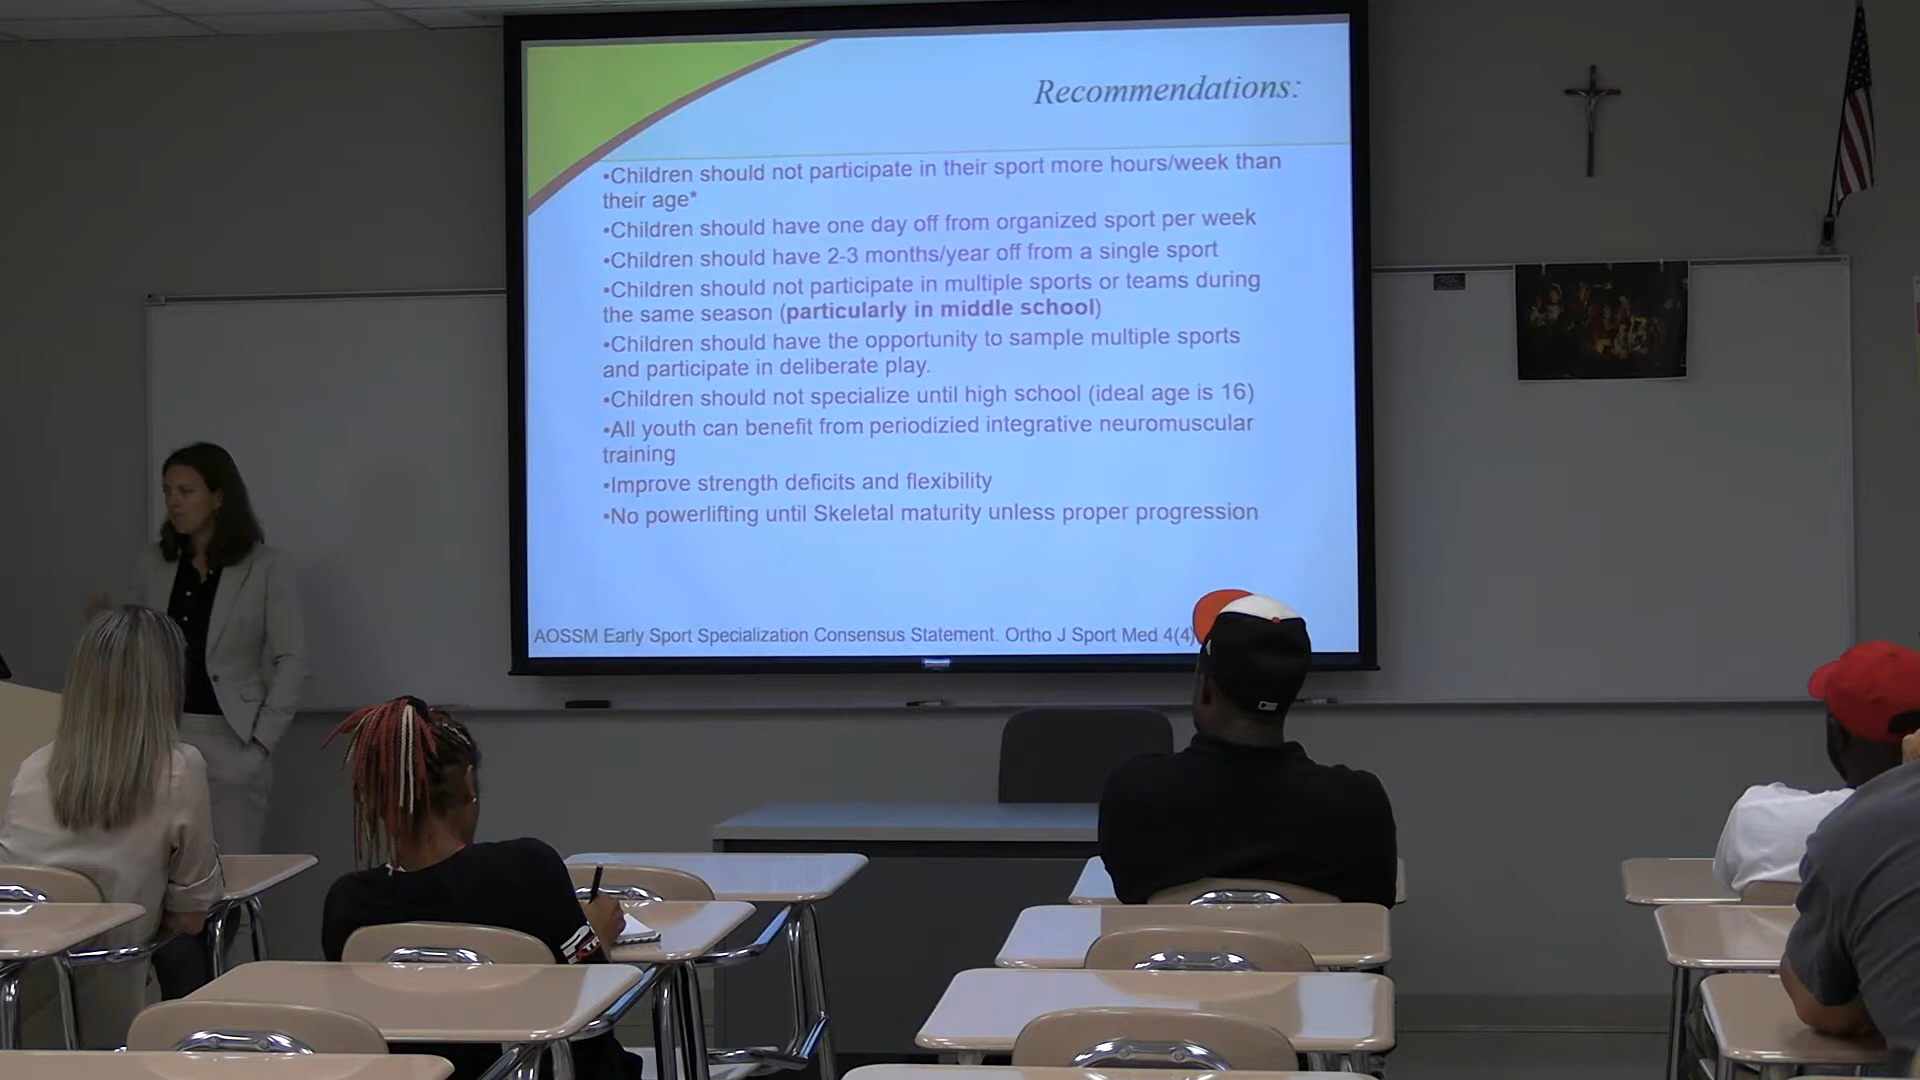 Recommendations:
•Children should not participate in their sport more hours/week than
their age*
•Children should have one day off from organized sport per week
•Children should have 2-3 months/year off from a single sport
•Children should not participate in multiple sports or teams during
the same season (particularly in middle school)
•Children should have the opportunity to sample multiple sports
and participate in deliberate play.
•Children should not specialize until high school (ideal age is 16)
•All youth can benefit from periodizied integrative neuromuscular
training
•Improve strength deficits and flexibility
•No powerlifting until Skeletal maturity unless proper progression
AOSSM Early Sport Specialization Consensus Statement. Ortho J Sport Med 4(4)